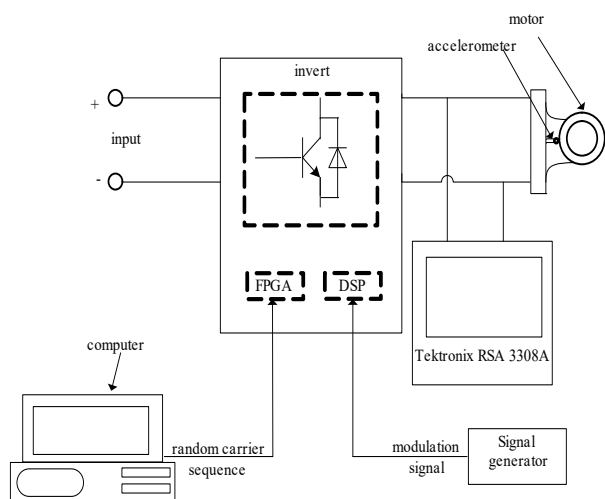 motor
accelerometer
invert
+
input
-
FPGA
DSP
Tektronix RSA 3308A
computer
random carrier
sequence
modulation
signal
Signal
generator